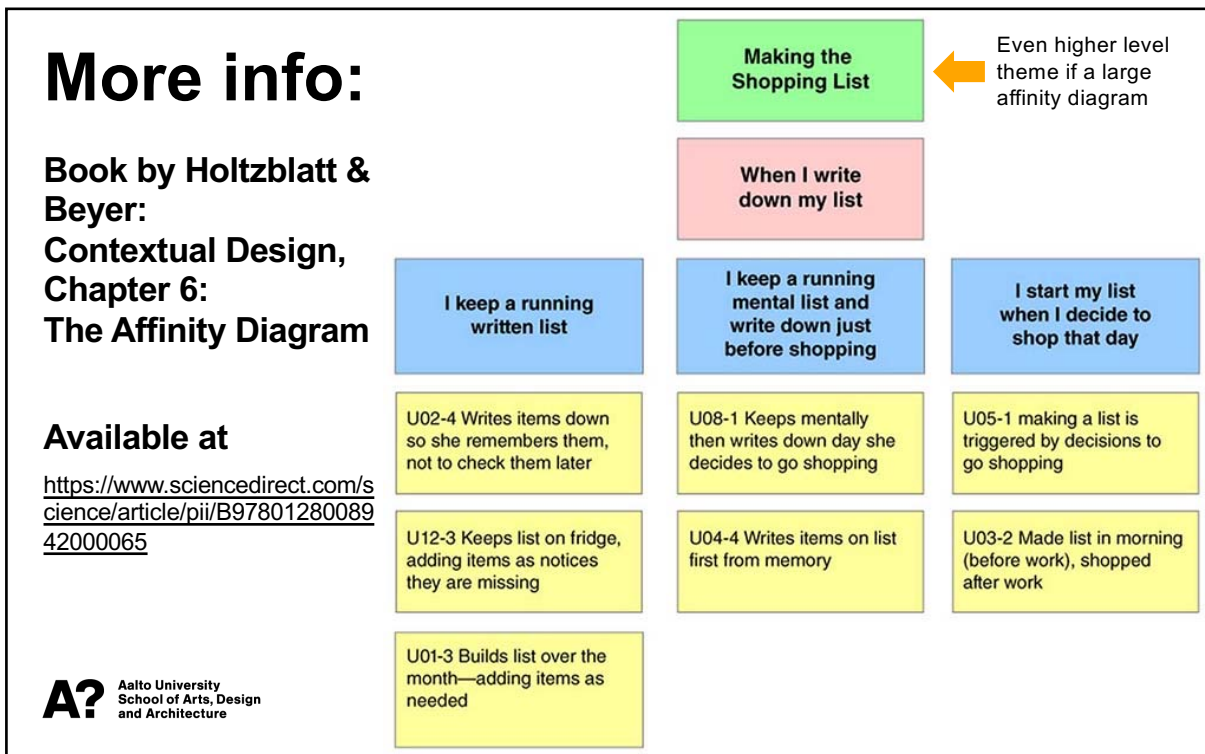 More info:
Book by Holtzblatt &
Beyer:
Contextual Design,
Chapter 6:
The Affinity Diagram
Available at
https://www.sciencedirect.com/s
cience/article/pii/B97801280089
42000065
A?
Aalto University
School of Arts, Design
and Architecture
Making the
Shopping List
Even higher level
theme if a large
affinity diagram
When I write
down my list
I keep a running
written list
U02-4 Writes items down
so she remembers them,
not to check them later
U12-3 Keeps list on fridge,
adding items as notices
they are missing
U01-3 Builds list over the
month—adding items as
needed
I keep a running
mental list and
write down just
before shopping
U08-1 Keeps mentally
then writes down day she
decides to go shopping
U04-4 Writes items on list
first from memory
I start my list
when I decide to
shop that day
U05-1 making a list is
triggered by decisions to
go shopping
U03-2 Made list in morning
(before work), shopped
after work